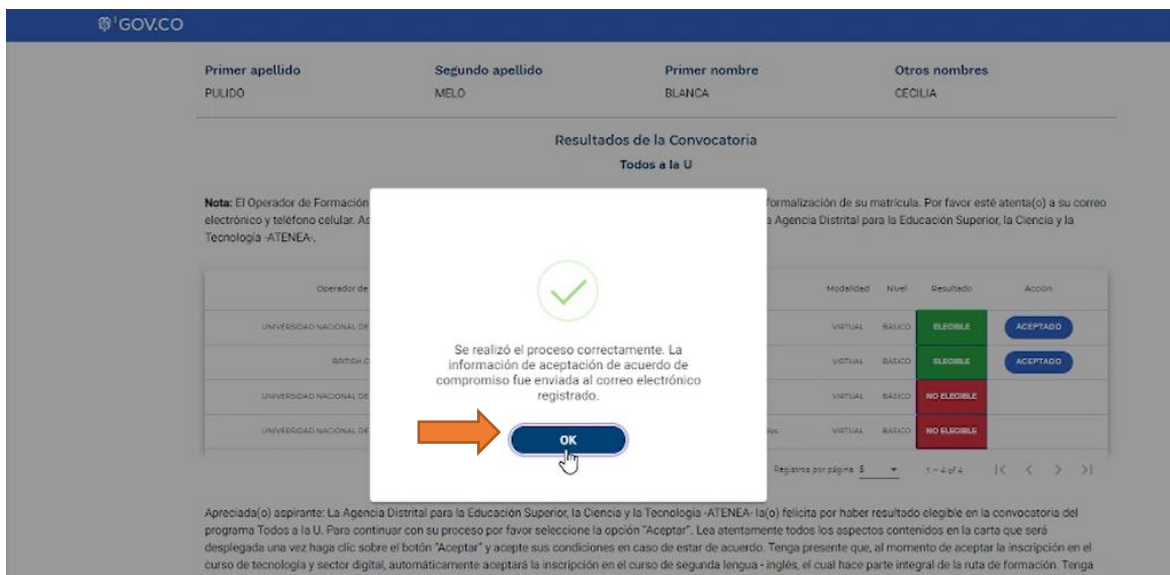 GOV.CO
Primer apellido Segundo apellido Primer nombre Otros nombres
PULIDO MELO BLANCA CECILIA
Resultados de la Convocatoria
Todos a la U
Nota: El Operador de Formación formalización de su matrícula. Por favor esté atenta(o) a su correo
electrónico y teléfono celular. Agencia Distrital para la Educación Superior, la Ciencia y la
Tecnología -ATENEA-.
Operador de Modalidad Nivel Resultado Acción
UNIVERSIDAD NACIONAL DE VIRTUAL BÁSICO ELEGIBLE ACEPTADO
BRITISH VIRTUAL BÁSICO ELEGIBLE ACEPTADO
UNIVERSIDAD NACIONAL DE VIRTUAL BÁSICO NO ELEGIBLE
UNIVERSIDAD NACIONAL DE VIRTUAL BÁSICO NO ELEGIBLE
Se realizó el proceso correctamente. La
información de aceptación de acuerdo de
compromiso fue enviada al correo electrónico
registrado.
OK
Registros por página 5 1 – 4 of 4
Apreciada(o) aspirante: La Agencia Distrital para la Educación Superior, la Ciencia y la Tecnología -ATENEA- la(o) felicita por haber resultado elegible en la convocatoria del
programa Todos a la U. Para continuar con su proceso por favor seleccione la opción "Aceptar". Lea atentamente todos los aspectos contenidos en la carta que será
desplegada una vez haga clic sobre el botón "Aceptar" y acepte sus condiciones en caso de estar de acuerdo. Tenga presente que, al momento de aceptar la inscripción en el
curso de tecnología y sector digital, automáticamente aceptará la inscripción en el curso de segunda lengua - inglés, el cual hace parte integral de la ruta de formación. Tenga